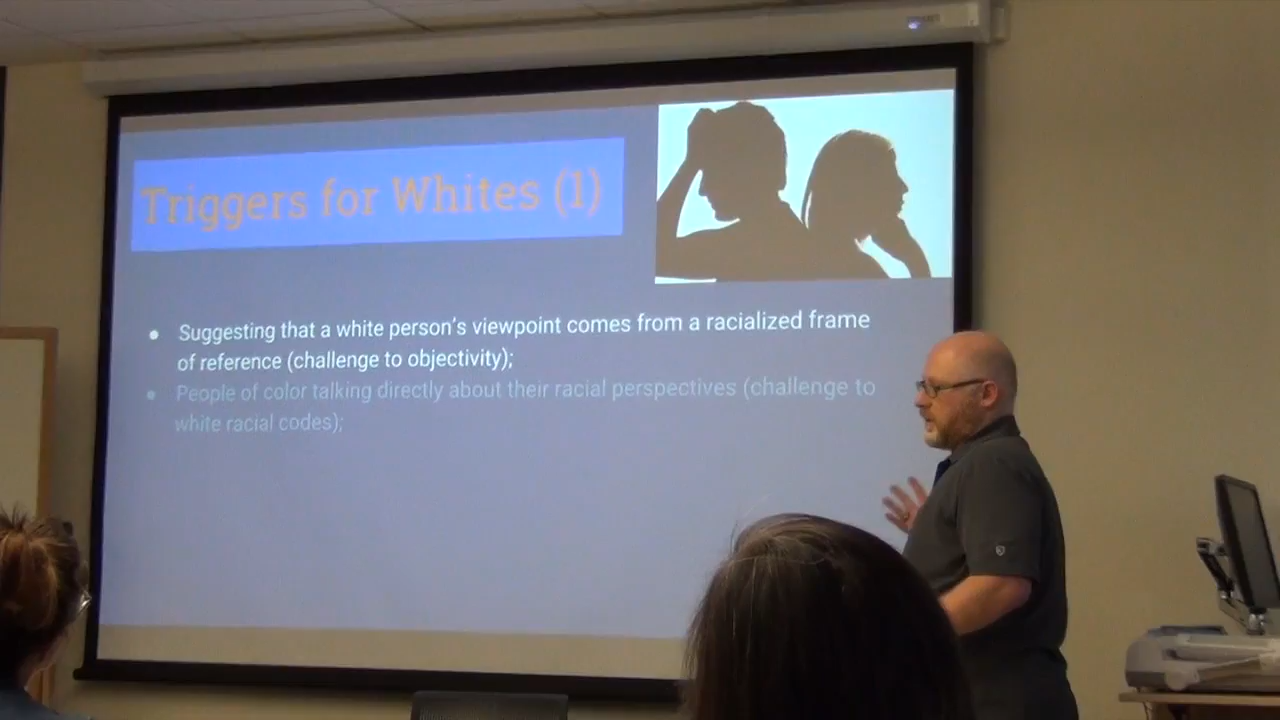 Triggers for Whites (1)
• Suggesting that a white person's viewpoint comes from a racialized frame
of reference (challenge to objectivity);
• People of color talking directly about their racial perspectives (challenge to
white racial codes);